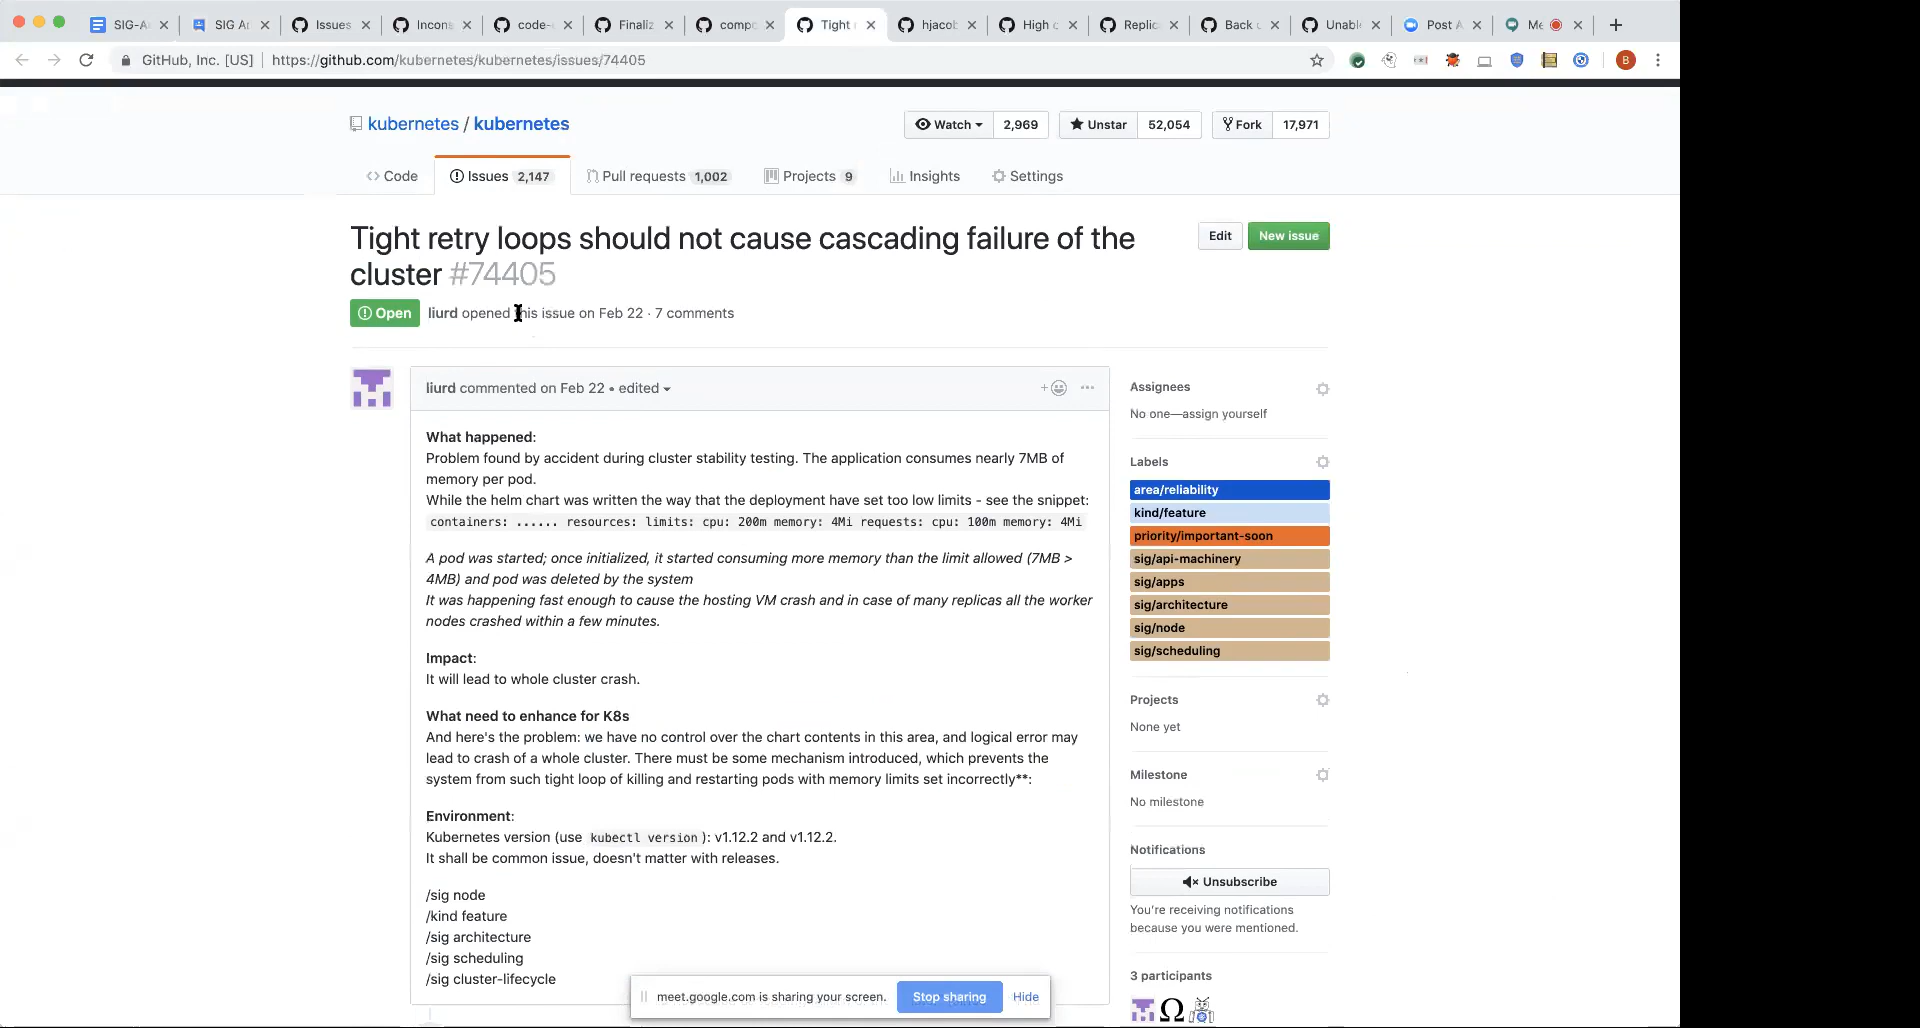 SIG-A
SIG A
Issues
Incons
code-
Finaliz
compo
Tight
hjacob
High c
Replic
Back
Unabl
Post A
Me
GitHub, Inc. [US] | https://github.com/kubernetes/kubernetes/issues/74405
B
kubernetes / kubernetes
Watch 2,969
Unstar 52,054
Fork 17,971
Code
Issues 2,147
Pull requests 1,002
Projects 9
Insights
Settings
Tight retry loops should not cause cascading failure of the
cluster #74405
Edit
New issue
Open
liurd opened this issue on Feb 22 · 7 comments
liurd commented on Feb 22 • edited
What happened:
Problem found by accident during cluster stability testing. The application consumes nearly 7MB of
memory per pod.
While the helm chart was written the way that the deployment have set too low limits - see the snippet:
containers: ...... resources: limits: cpu: 200m memory: 4Mi requests: cpu: 100m memory: 4Mi
A pod was started; once initialized, it started consuming more memory than the limit allowed (7MB >
4MB) and pod was deleted by the system
It was happening fast enough to cause the hosting VM crash and in case of many replicas all the worker
nodes crashed within a few minutes.
Impact:
It will lead to whole cluster crash.
What need to enhance for K8s
And here's the problem: we have no control over the chart contents in this area, and logical error may
lead to crash of a whole cluster. There must be some mechanism introduced, which prevents the
system from such tight loop of killing and restarting pods with memory limits set incorrectly**:
Environment:
Kubernetes version (use kubectl version): v1.12.2 and v1.12.2.
It shall be common issue, doesn't matter with releases.
/sig node
/kind feature
/sig architecture
/sig scheduling
/sig cluster-lifecycle
Assignees
No one—assign yourself
Labels
area/reliability
kind/feature
priority/important-soon
sig/api-machinery
sig/apps
sig/architecture
sig/node
sig/scheduling
Projects
None yet
Milestone
No milestone
Notifications
Unsubscribe
You're receiving notifications
because you were mentioned.
3 participants
meet.google.com is sharing your screen.
Stop sharing
Hide